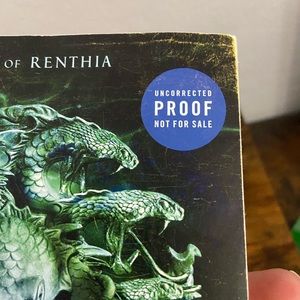 OF RENTHIA
UNCORRECTED
PROOF
NOT FOR SALE